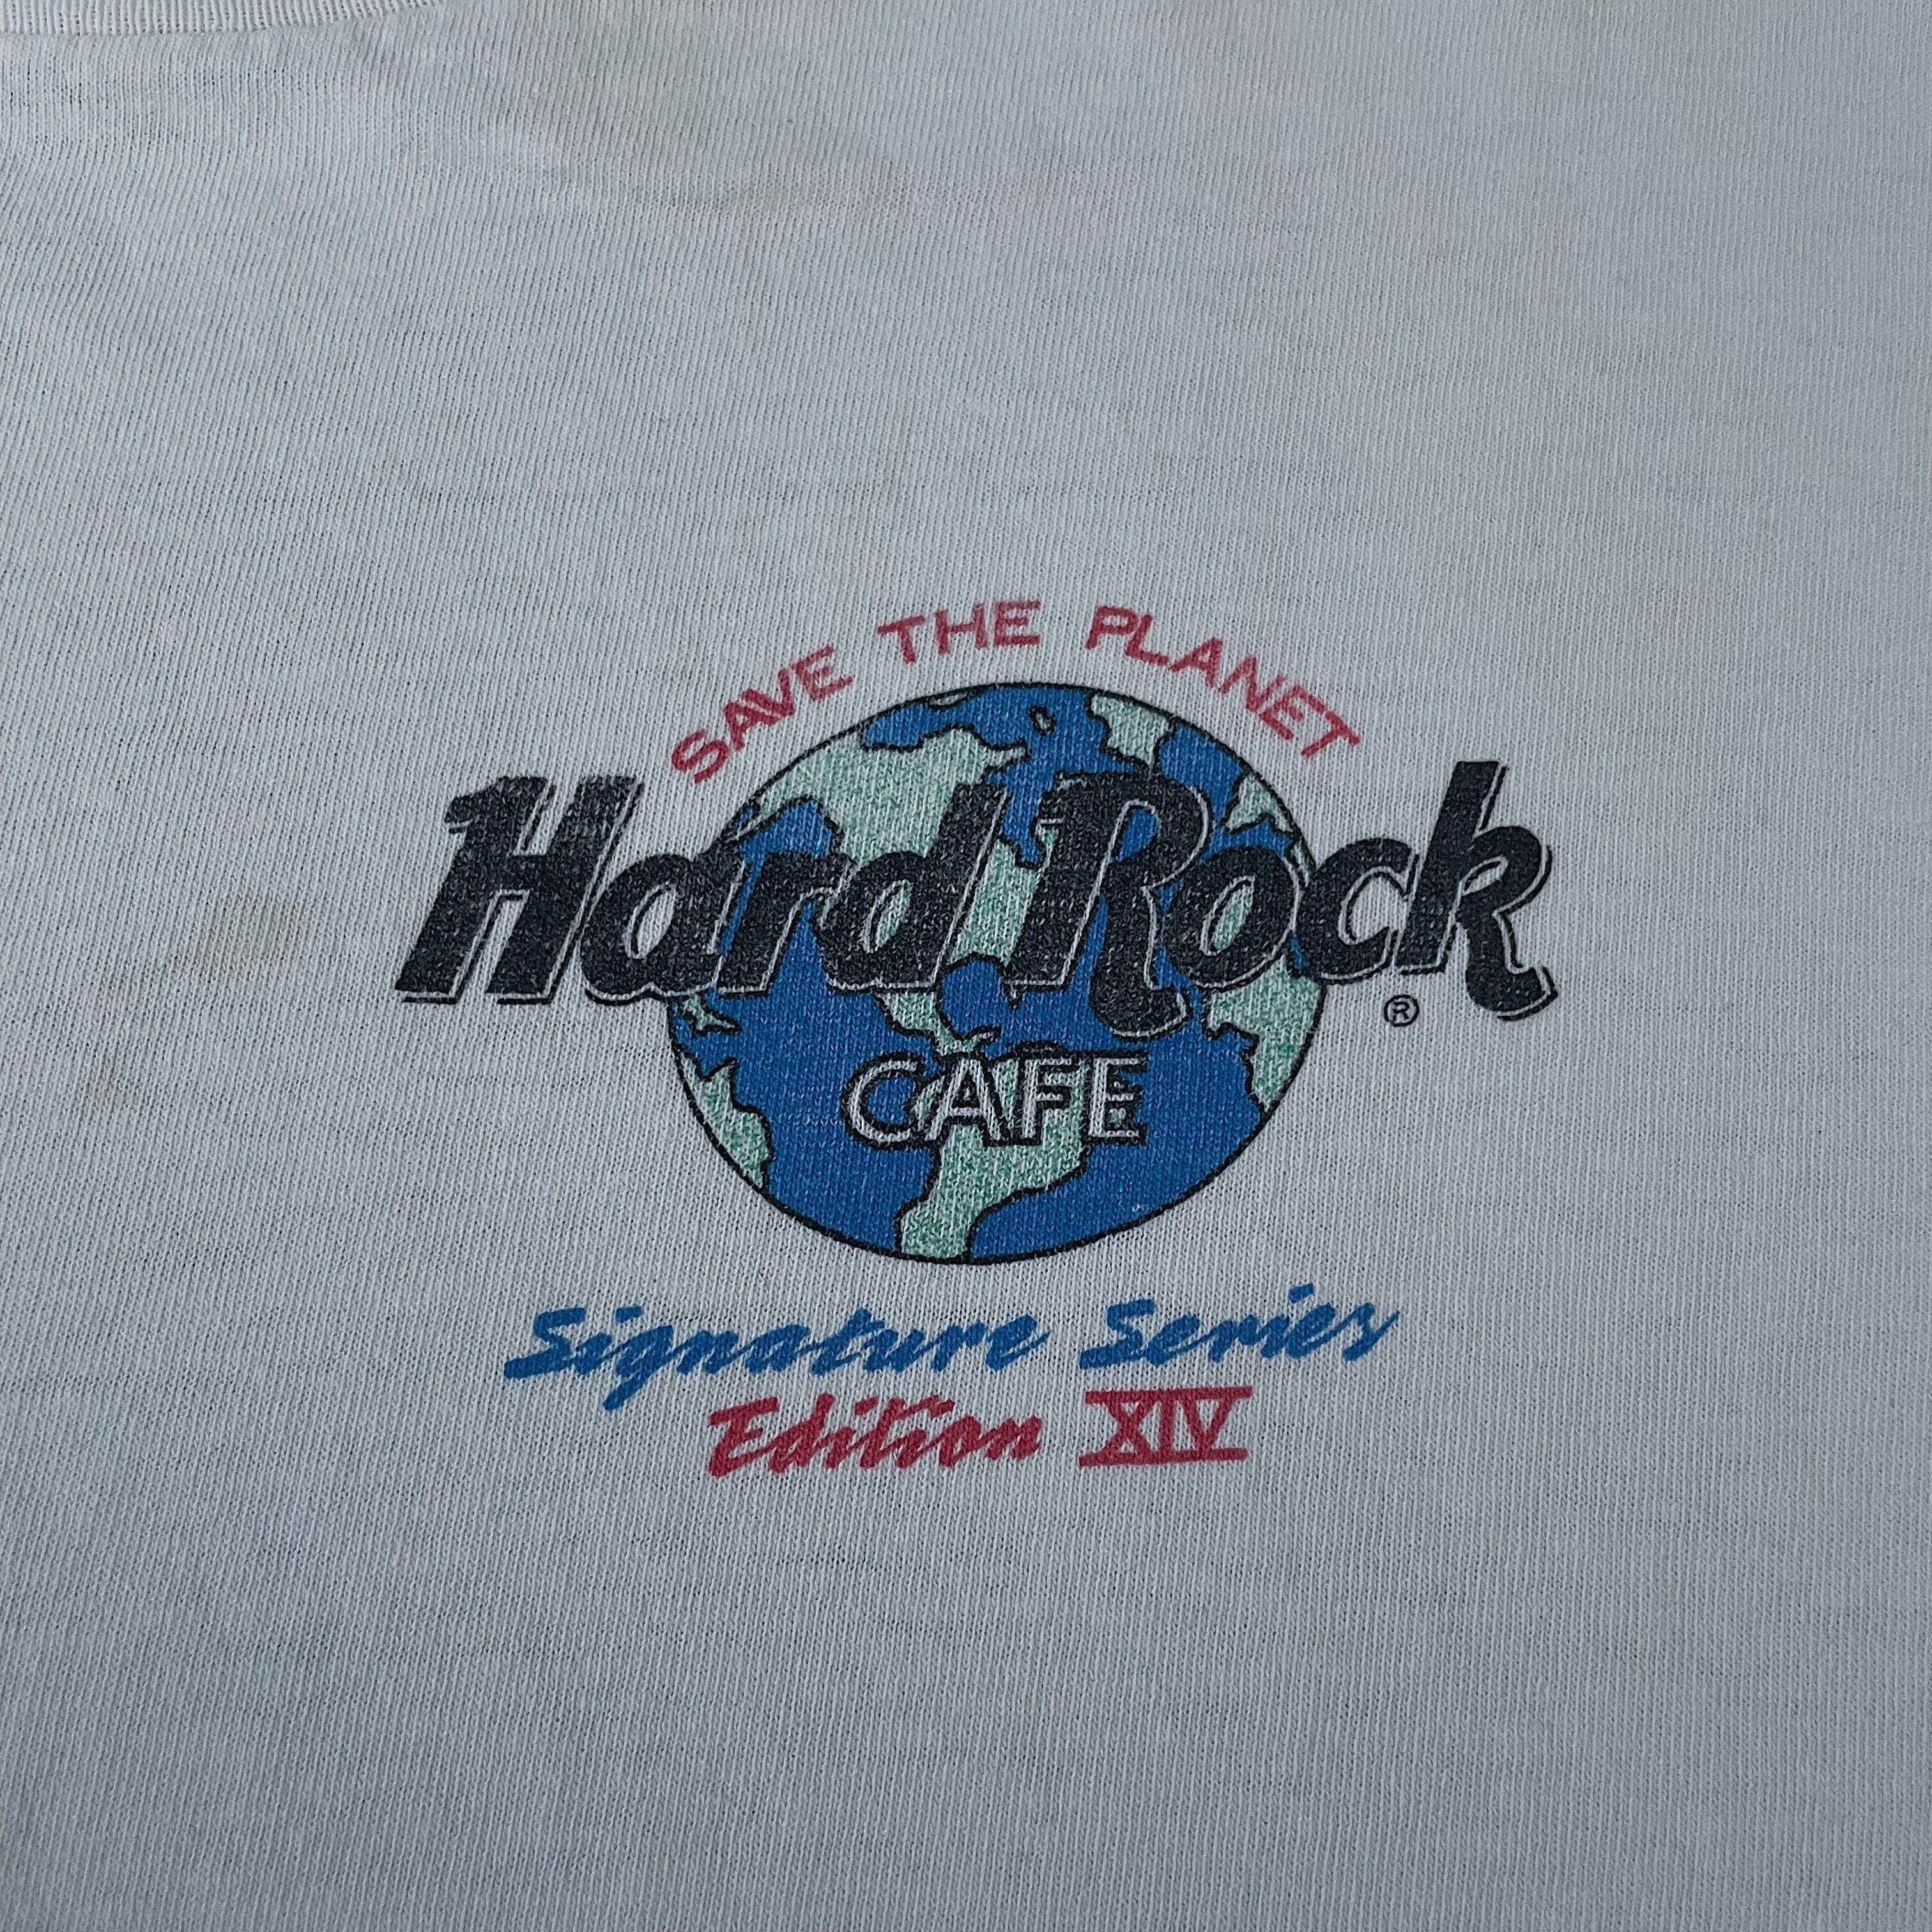 SAVE THE PLANET
Hard Rock
®
CAFE
Signature Series
Edition XIV